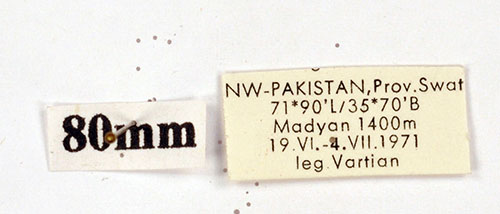 80mm
NW-PAKISTAN, Prov. Swat
71*90'L/35*70'B
Madyan 1400m
19.VI.-4.VII.1971
leg. Vartian